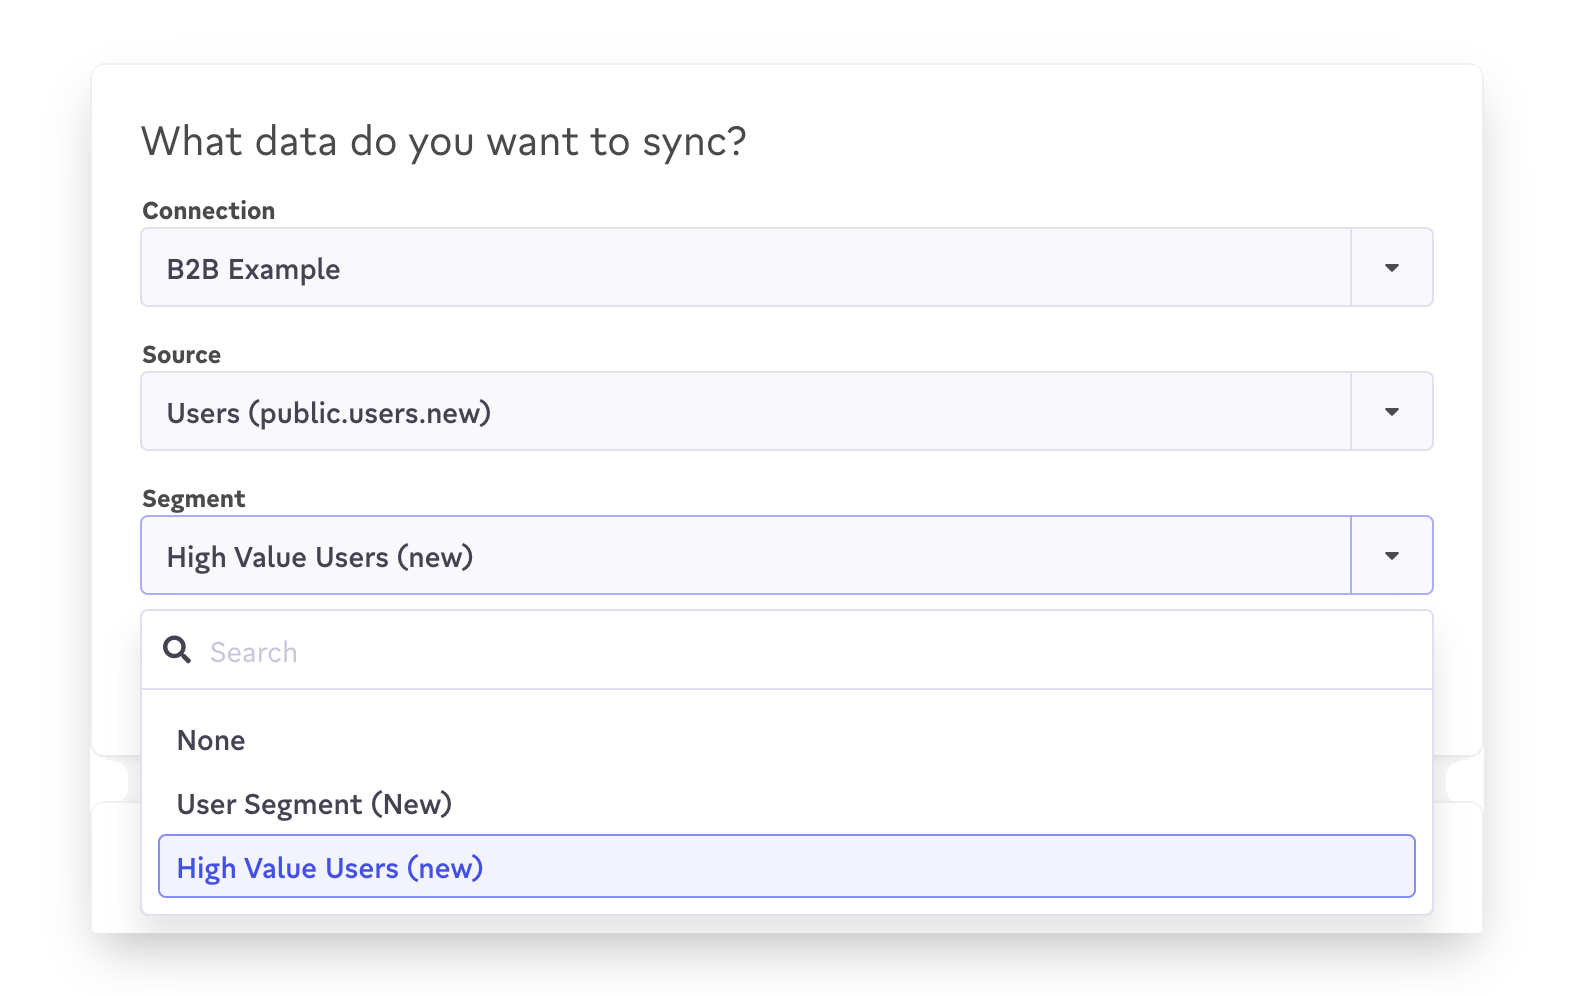 What data do you want to sync?
Connection
B2B Example
Source
Users (public.users.new)
Segment
High Value Users (new)
Search
None
User Segment (New)
High Value Users (new)